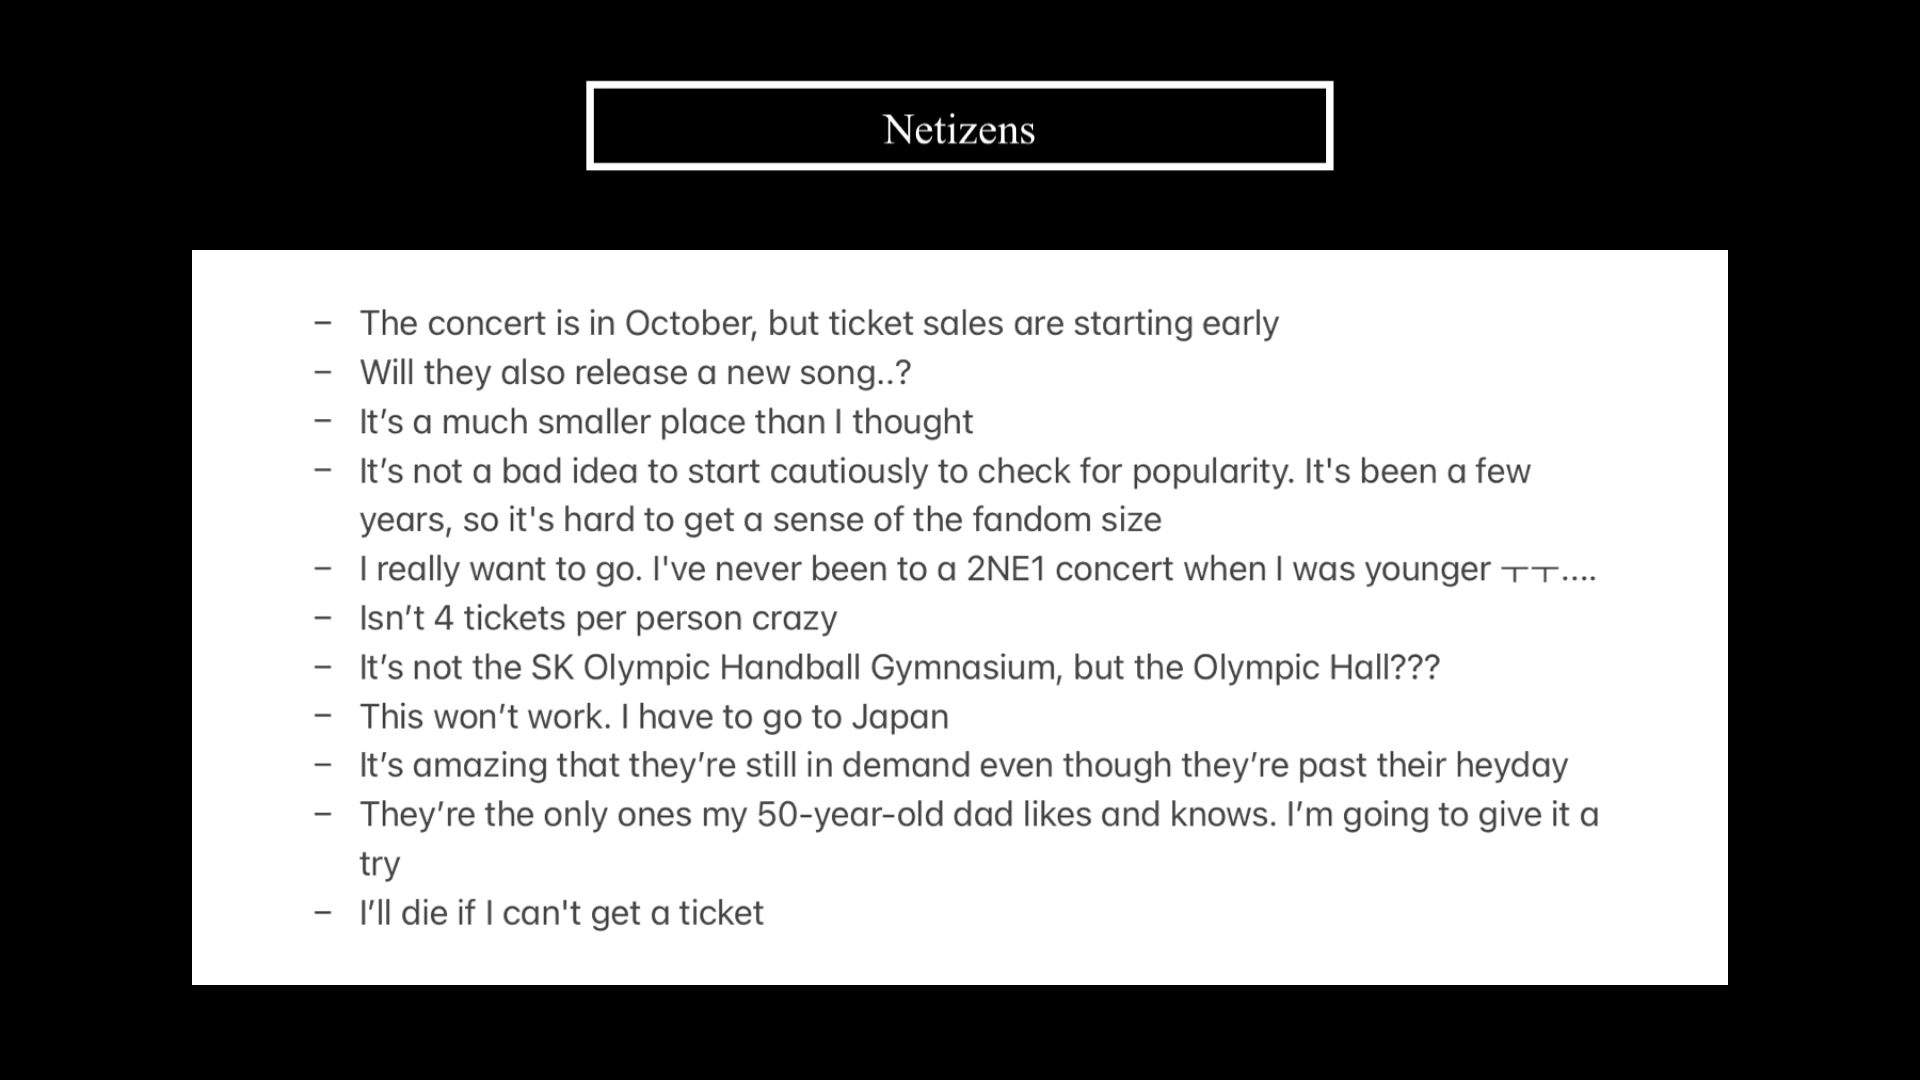 Netizens
– The concert is in October, but ticket sales are starting early
– Will they also release a new song..?
– It’s a much smaller place than I thought
– It’s not a bad idea to start cautiously to check for popularity. It's been a few
years, so it's hard to get a sense of the fandom size
– I really want to go. I've never been to a 2NE1 concert when I was younger ㅜㅜ....
– Isn’t 4 tickets per person crazy
– It’s not the SK Olympic Handball Gymnasium, but the Olympic Hall???
– This won’t work. I have to go to Japan
– It’s amazing that they’re still in demand even though they’re past their heyday
– They’re the only ones my 50-year-old dad likes and knows. I’m going to give it a
try
– I’ll die if I can't get a ticket